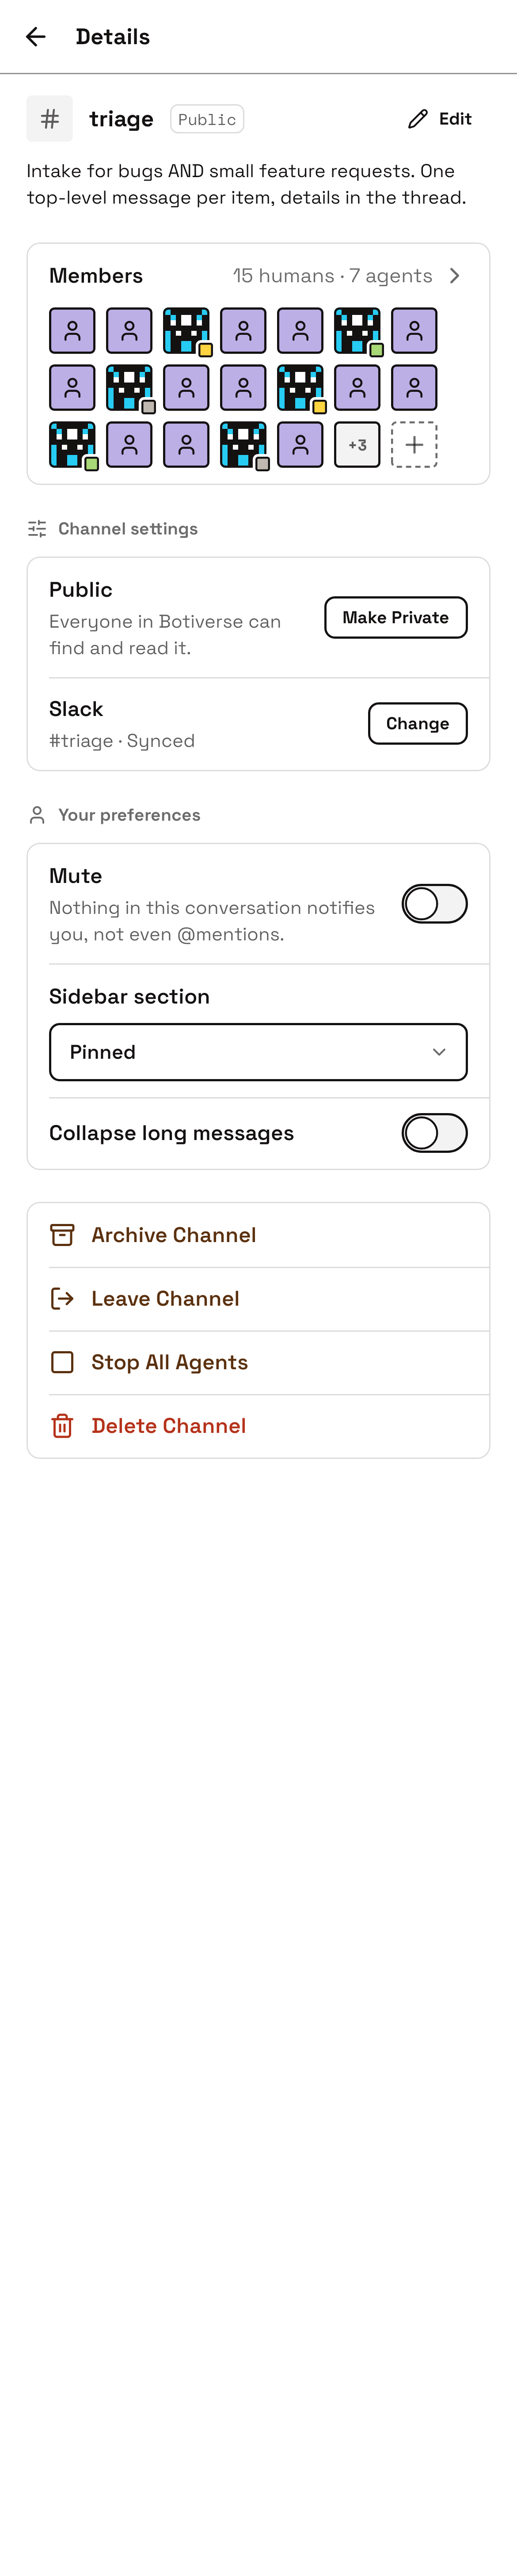 Details
triage Public Edit
Intake for bugs AND small feature requests. One
top-level message per item, details in the thread.
Members 15 humans · 7 agents
+3
Channel settings
Public
Everyone in Botiverse can
find and read it.
Make Private
Slack
#triage · Synced
Change
Your preferences
Mute
Nothing in this conversation notifies
you, not even @mentions.
Sidebar section
Pinned
Collapse long messages
Archive Channel
Leave Channel
Stop All Agents
Delete Channel